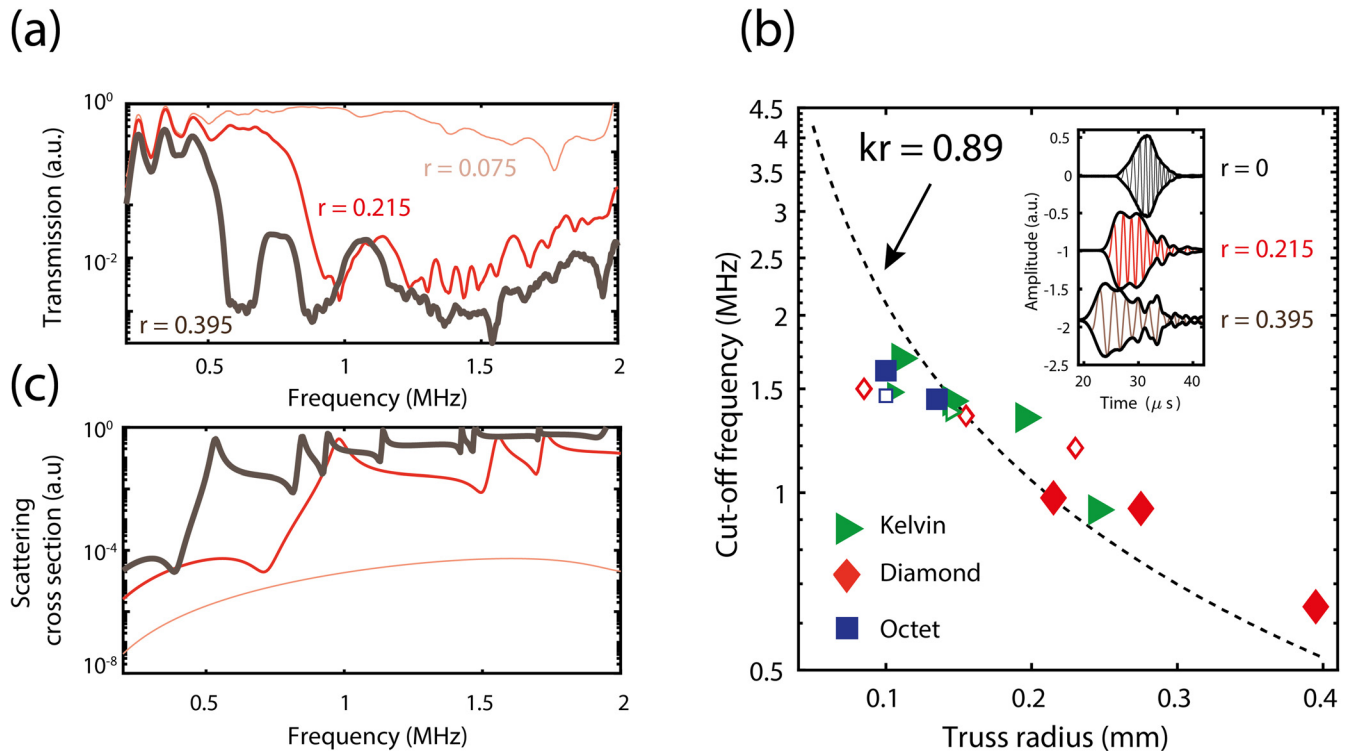 (a)
10⁰
10⁻²
Transmission (a.u.)
r = 0.075
r = 0.215
r = 0.395
0.5
1
1.5
2
Frequency (MHz)
(c)
10⁰
10⁻⁴
10⁻⁸
Scattering
cross section (a.u)
0.5
1
1.5
2
Frequency (MHz)
(b)
4.5
4
3.5
3
2.5
2
1.5
1
0.5
Cut-off frequency (MHz)
kr = 0.89
0.5
0
-0.5
-1
-1.5
-2
-2.5
Amplitude (a.u.)
20
30
40
Time (μs)
r = 0
r = 0.215
r = 0.395
Kelvin
Diamond
Octet
0.1
0.2
0.3
0.4
Truss radius (mm)